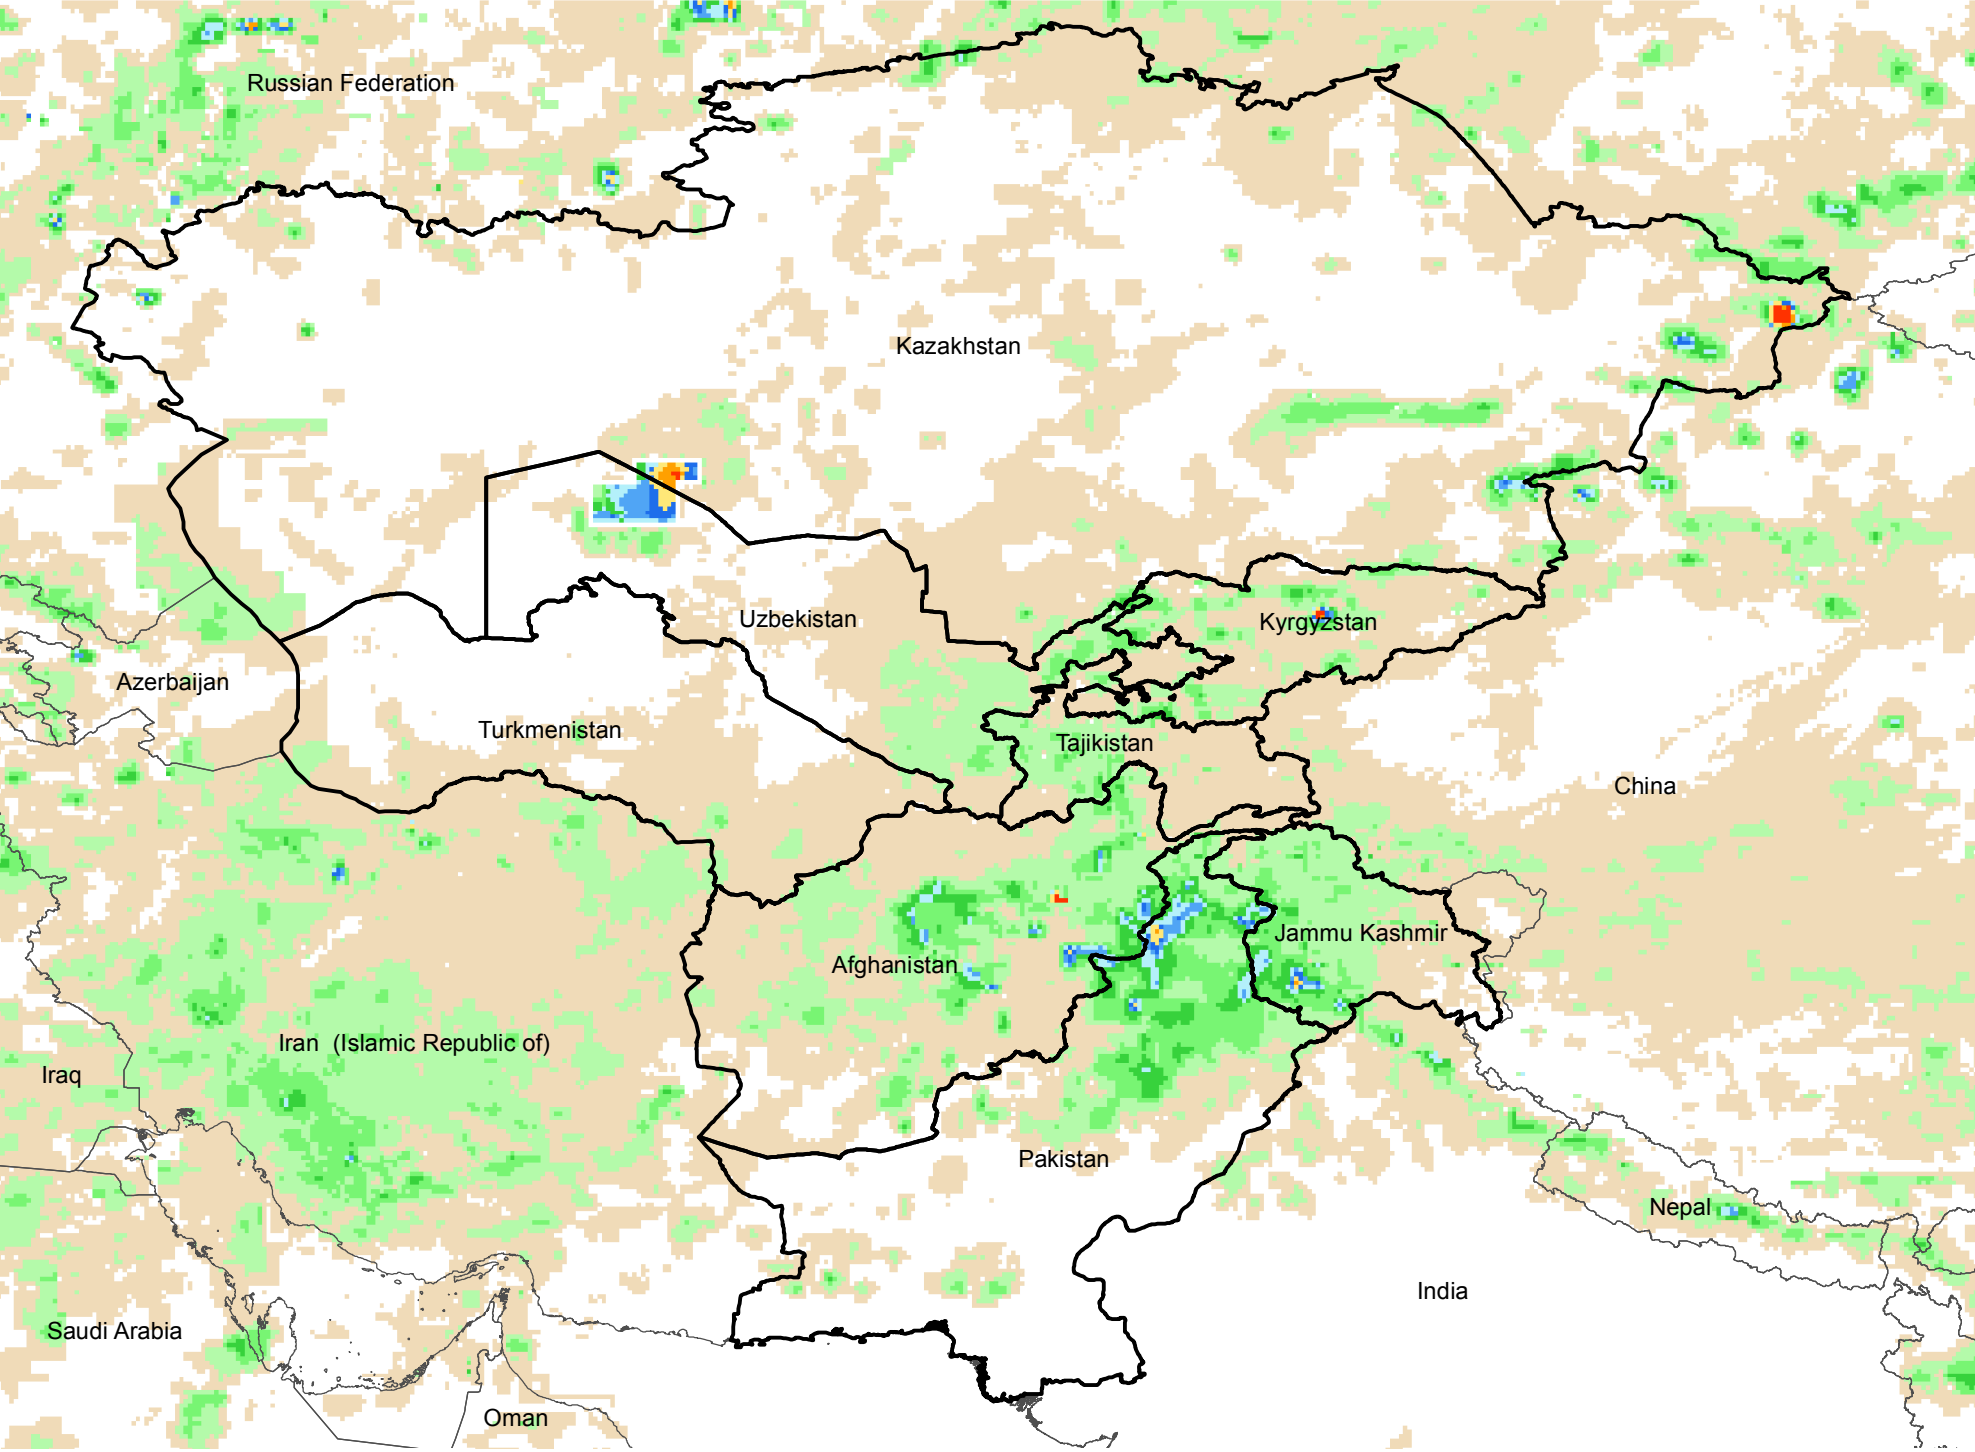 Russian Federation
Kazakhstan
Uzbekistan
Kyrgyzstan
Azerbaijan
Turkmenistan
Tajikistan
China
Jammu Kashmir
Afghanistan
Iran  (Islamic Republic of)
Iraq
Pakistan
Nepal
India
Saudi Arabia
Oman